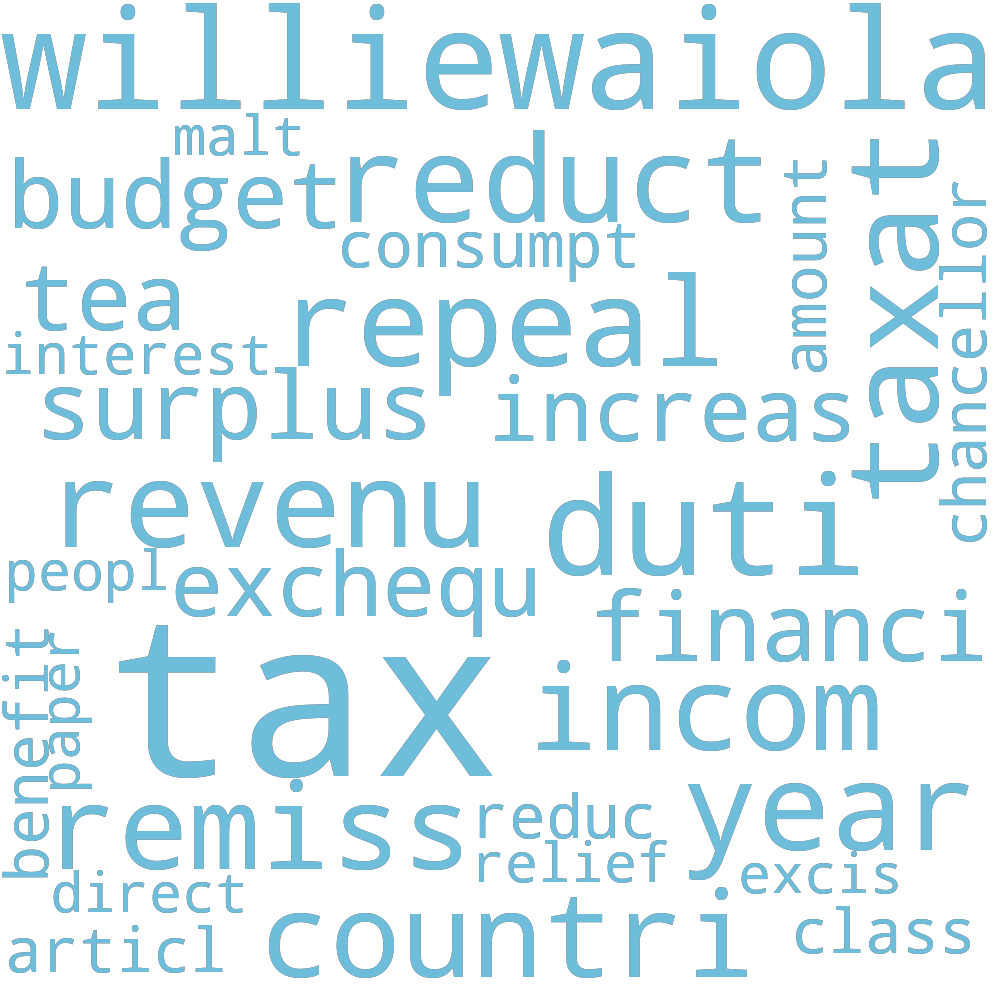 williewaiola
malt
budget
reduct
taxat
amount
chancellor
consumpt
tea
repeal
interest
surplus
increas
revenu
duti
peopl
exchequ
financi
benefit
paper
tax
incom
remiss
reduc
year
relief
excis
direct
countri
class
articl